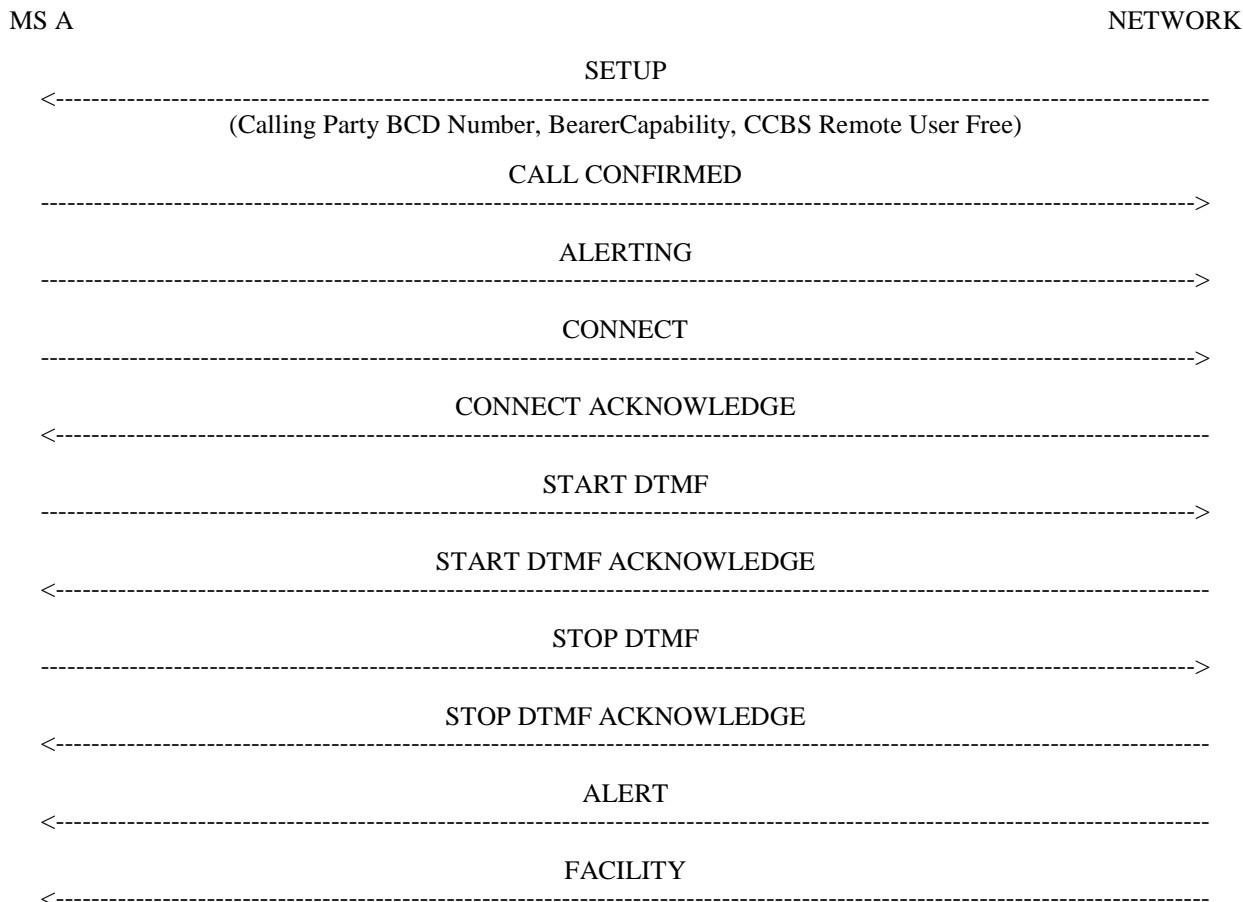 MS A NETWORK
SETUP
<--------------------------------------------------------------------------------------------------------------------------------
(Calling Party BCD Number, BearerCapability, CCBS Remote User Free)
CALL CONFIRMED
-------------------------------------------------------------------------------------------------------------------------------->
ALERTING
-------------------------------------------------------------------------------------------------------------------------------->
CONNECT
-------------------------------------------------------------------------------------------------------------------------------->
CONNECT ACKNOWLEDGE
<--------------------------------------------------------------------------------------------------------------------------------
START DTMF
-------------------------------------------------------------------------------------------------------------------------------->
START DTMF ACKNOWLEDGE
<--------------------------------------------------------------------------------------------------------------------------------
STOP DTMF
-------------------------------------------------------------------------------------------------------------------------------->
STOP DTMF ACKNOWLEDGE
<--------------------------------------------------------------------------------------------------------------------------------
ALERT
<--------------------------------------------------------------------------------------------------------------------------------
FACILITY
<--------------------------------------------------------------------------------------------------------------------------------